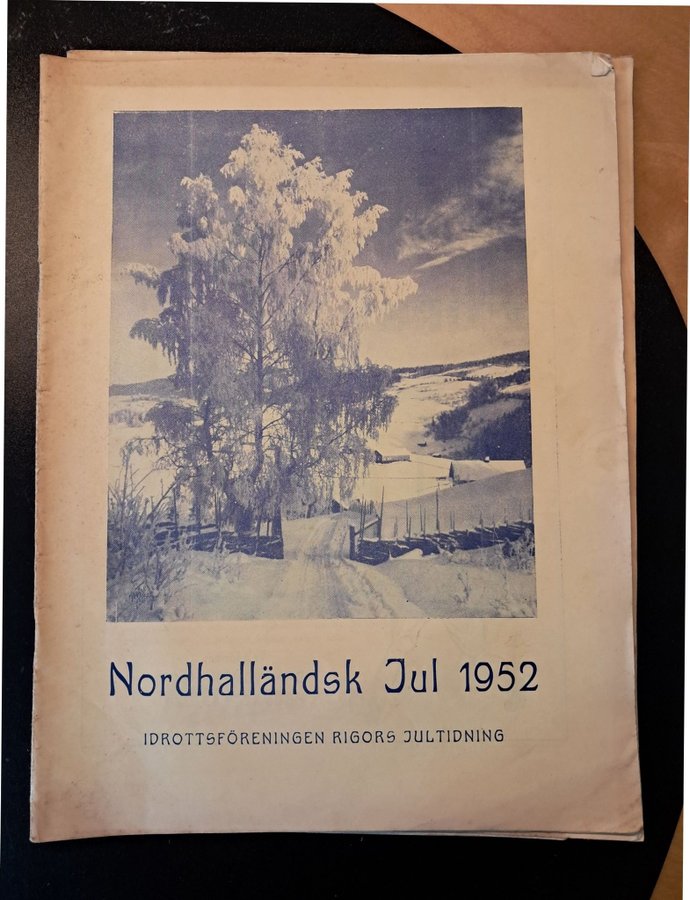 Nordhalländsk Jul 1952
IDROTTSFÖRENINGEN RIGORS JULTIDNING